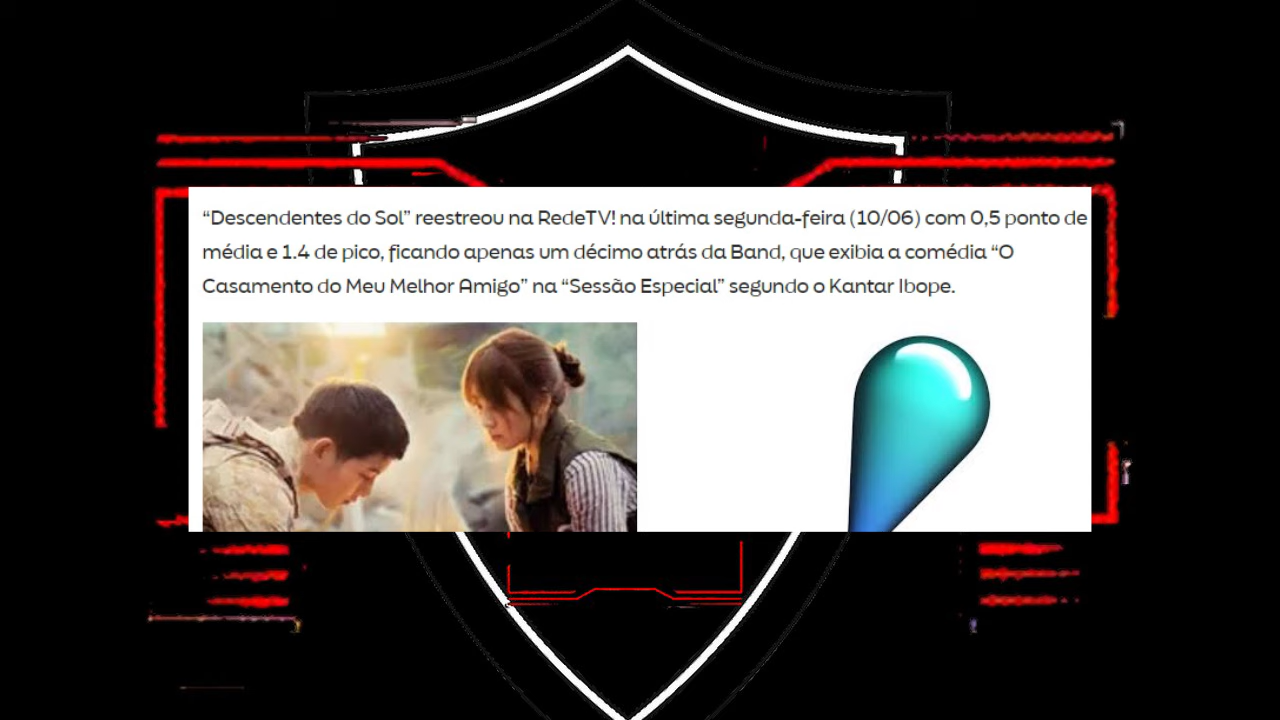 “Descendentes do Sol” reestreou na RedeTV! na última segunda-feira (10/06) com 0,5 ponto de
média e 1.4 de pico, ficando apenas um décimo atrás da Band, que exibia a comédia “O
Casamento do Meu Melhor Amigo” na “Sessão Especial” segundo o Kantar Ibope.